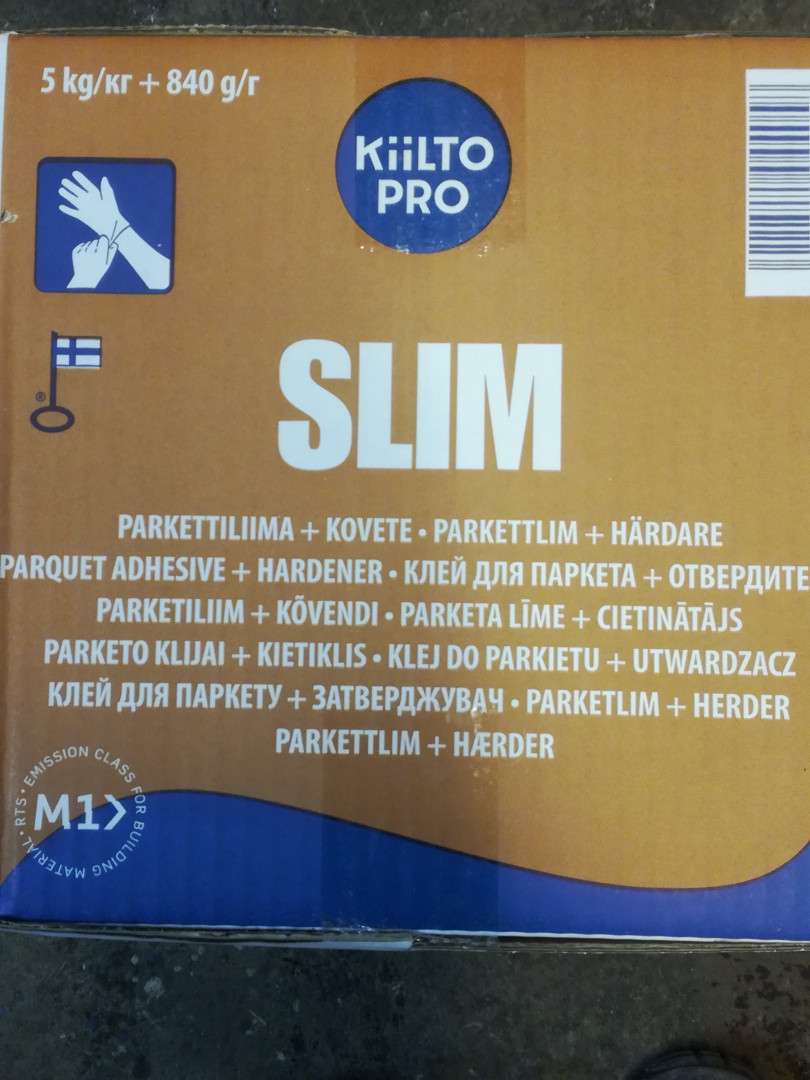 5 kg/кг + 840 g/г
KiiLTO
PRO
®
SLIM
PARKETTILIIMA + KOVETE • PARKETTLIM + HÄRDARE
PARQUET ADHESIVE + HARDENER • КЛЕЙ ДЛЯ ПАРКЕТА + ОТВЕРДИТЕ
PARKETILIIM + KÕVENDI • PARKETA LĪME + CIETINĀTĀJS
PARKETO KLIJAI + KIETIKLIS • KLEJ DO PARKIETU + UTWARDZACZ
КЛЕЙ ДЛЯ ПАРКЕТУ + ЗАТВЕРДЖУВАЧ • PARKETLIM + HERDER
PARKETTLIM + HÆRDER
M1
RTS • EMISSION CLASS FOR BUILDING MATERIAL •